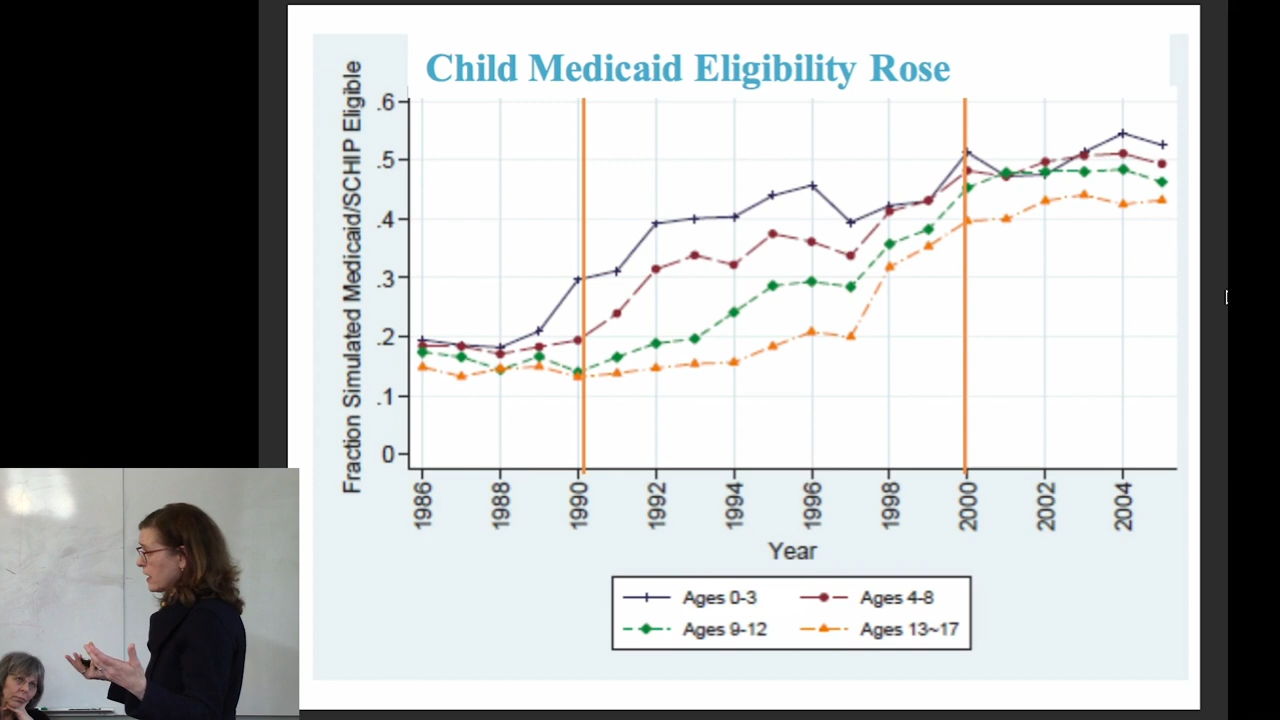 Child Medicaid Eligibility Rose
Fraction Simulated Medicaid/SCHIP Eligible
.6
.5
.4
.3
.2
.1
0
1986
1988
1990
1992
1994
1996
1998
2000
2002
2004
Year
Ages 0-3
Ages 4-8
Ages 9-12
Ages 13~17